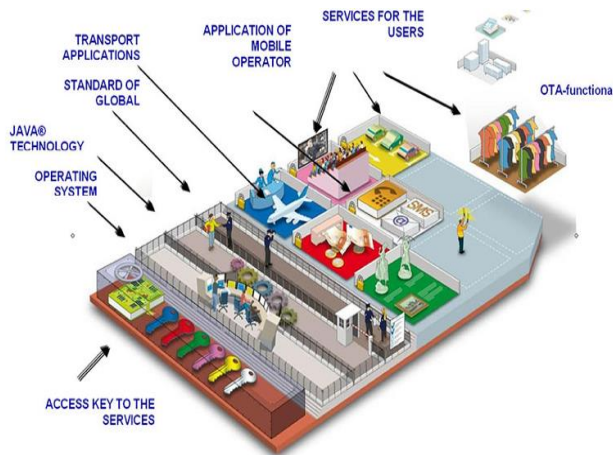 TRANSPORT
APPLICATIONS
STANDARD OF
GLOBAL
JAVA®
TECHNOLOGY
OPERATING
SYSTEM
APPLICATION OF
MOBILE
OPERATOR
SERVICES FOR THE
USERS
OTA-functiona
SMS
@
ACCESS KEY TO THE
SERVICES